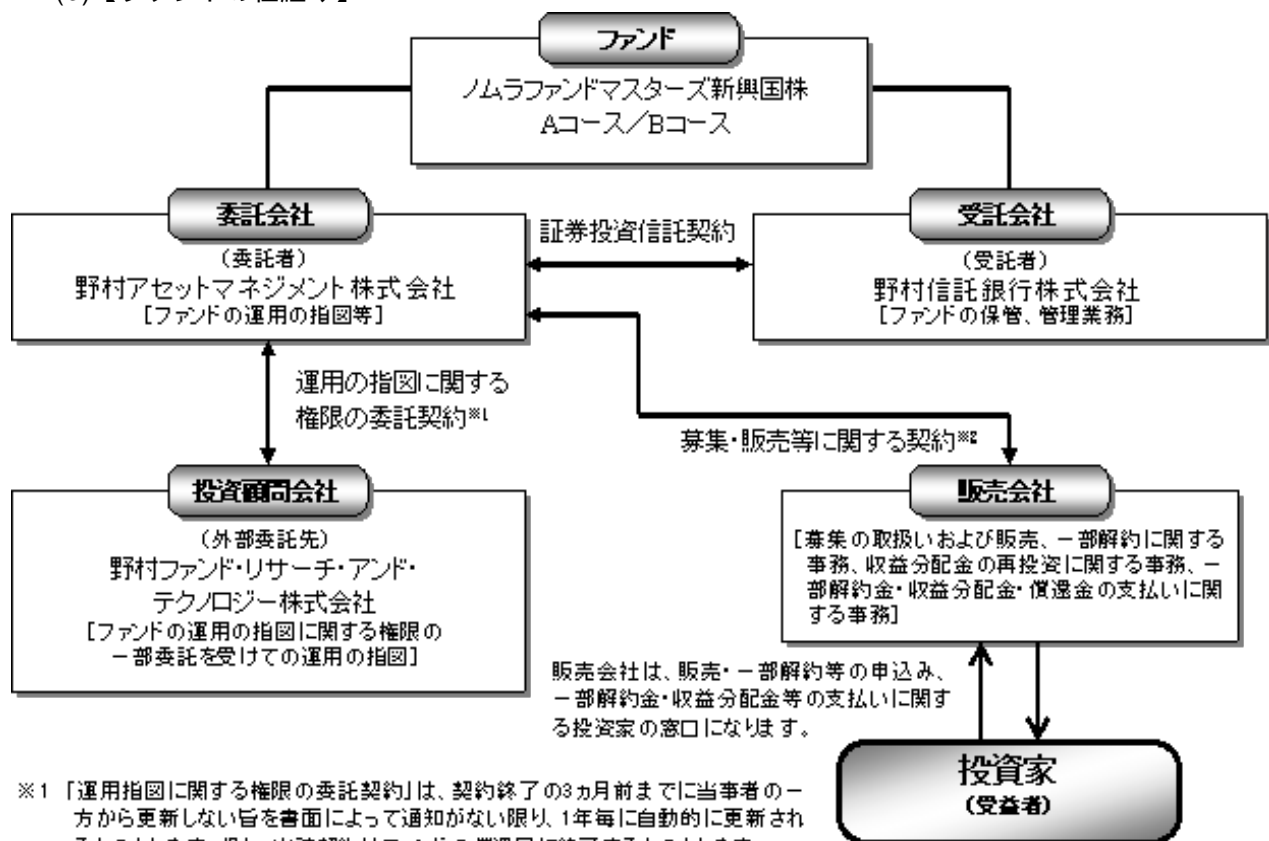 ファンド
ノムラファンドマスターズ新興国株
Aコース／Bコース
委託会社
（委託者）
野村アセットマネジメント株式会社
[ファンドの運用の指図等]
証券投資信託契約
受託会社
（受託者）
野村信託銀行株式会社
[ファンドの保管、管理業務]
運用の指図に関する
権限の委託契約※1
募集・販売等に関する契約※2
投資顧問会社
（外部委託先）
野村ファンド・リサーチ・アンド・
テクノロジー株式会社
[ファンドの運用の指図に関する権限の
一部委託を受けての運用の指図]
販売会社
[募集の取扱いおよび販売、一部解約に関する
事務、収益分配金の再投資に関する事務、一
部解約金・収益分配金・償還金の支払いに関
する事務]
販売会社は、販売・一部解約等の申込み、
一部解約金・収益分配金等の支払いに関す
る投資家の窓口になります。
投資家
（受益者）
※1 「運用指図に関する権限の委託契約」は、契約終了の3ヵ月前までに当事者の一
方から更新しない旨を書面によって通知がない限り、1年毎に自動的に更新され